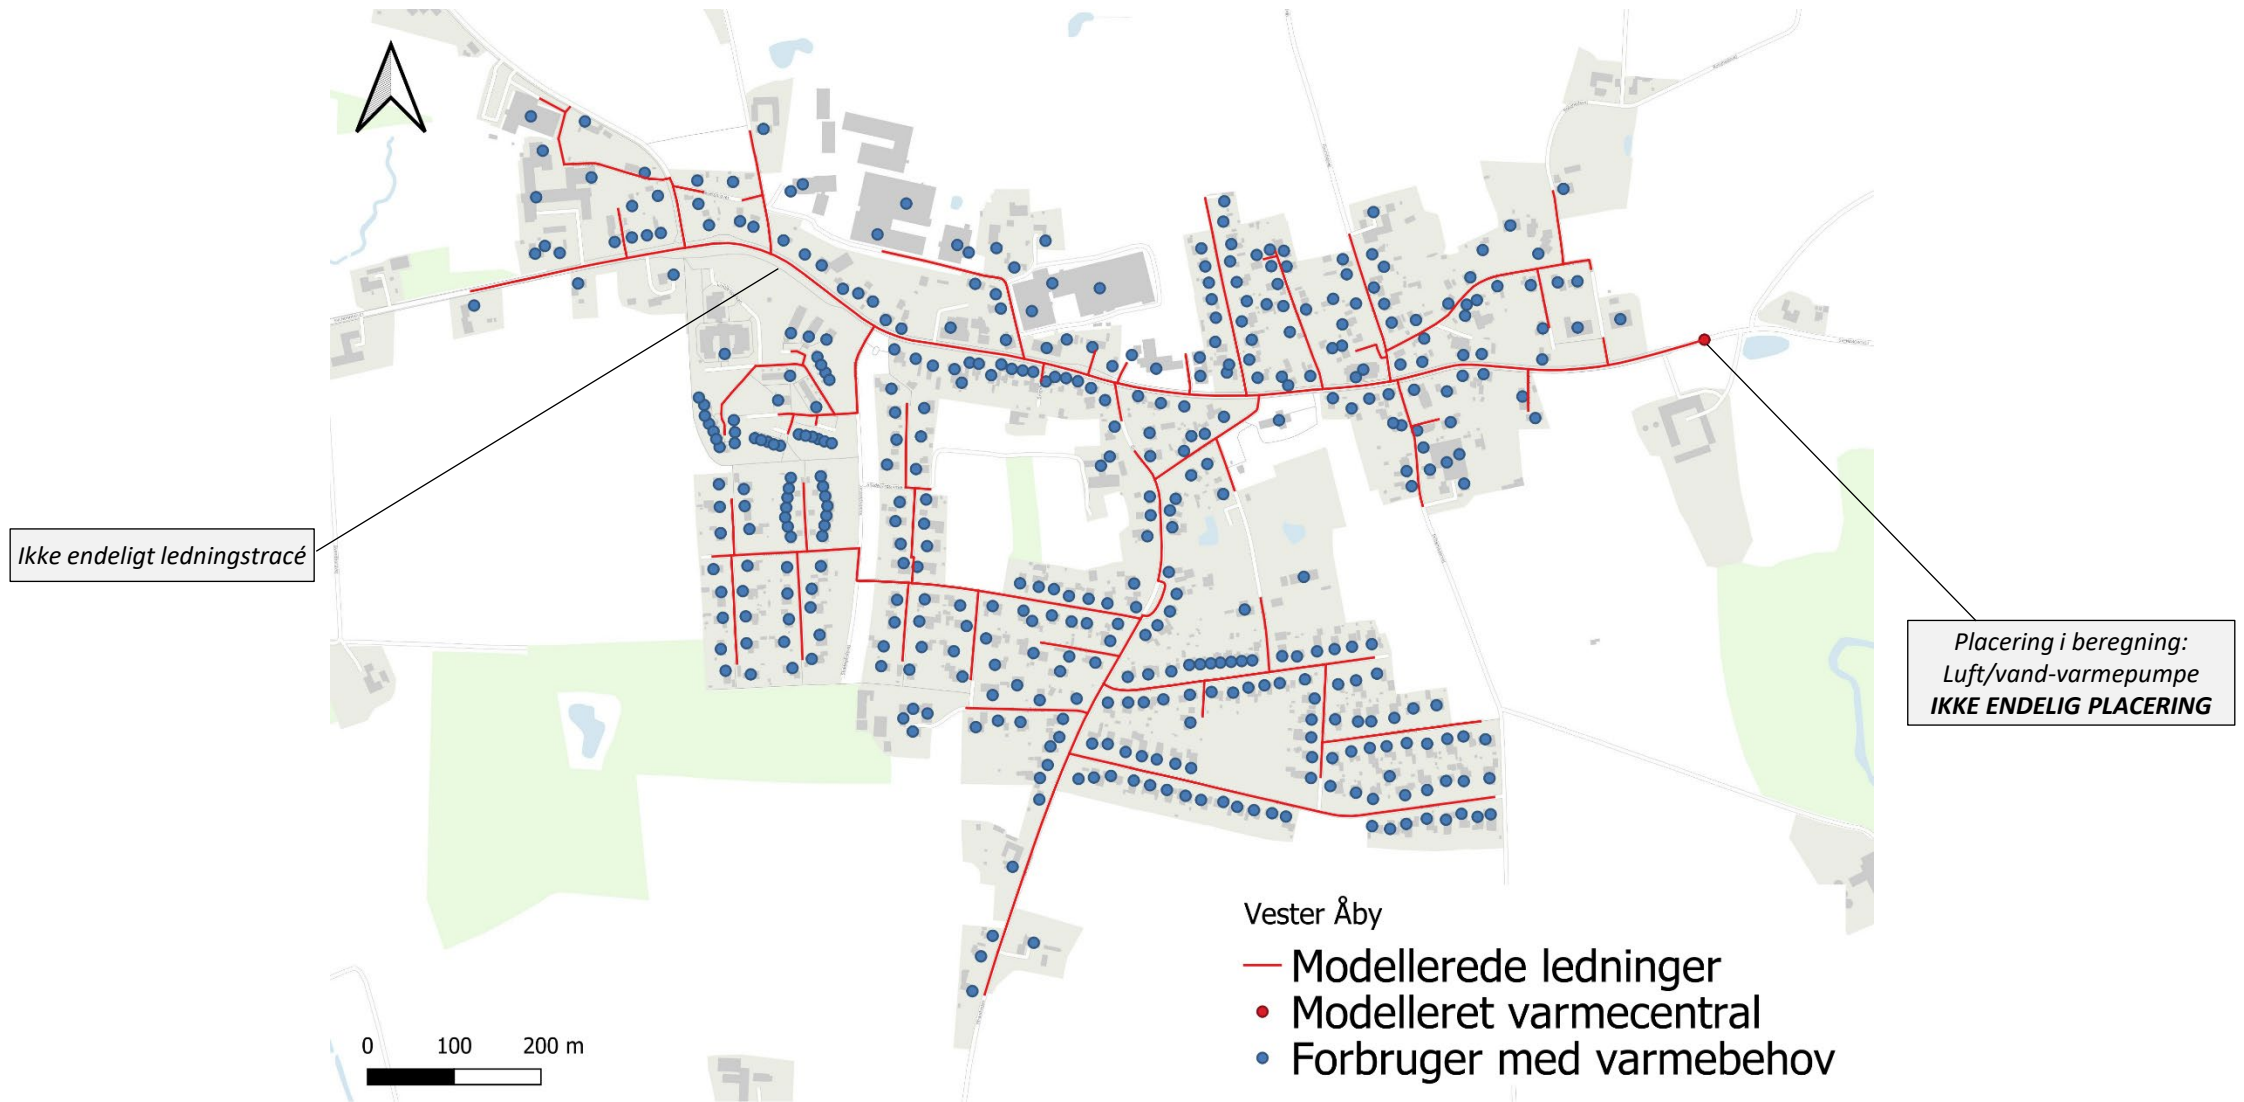 Ikke endeligt ledningstracé
Placering i beregning:
Luft/vand-varmepumpe
IKKE ENDELIG PLACERING
Vester Åby
Modellerede ledninger
Modelleret varmecentral
Forbruger med varmebehov
0 100 200 m